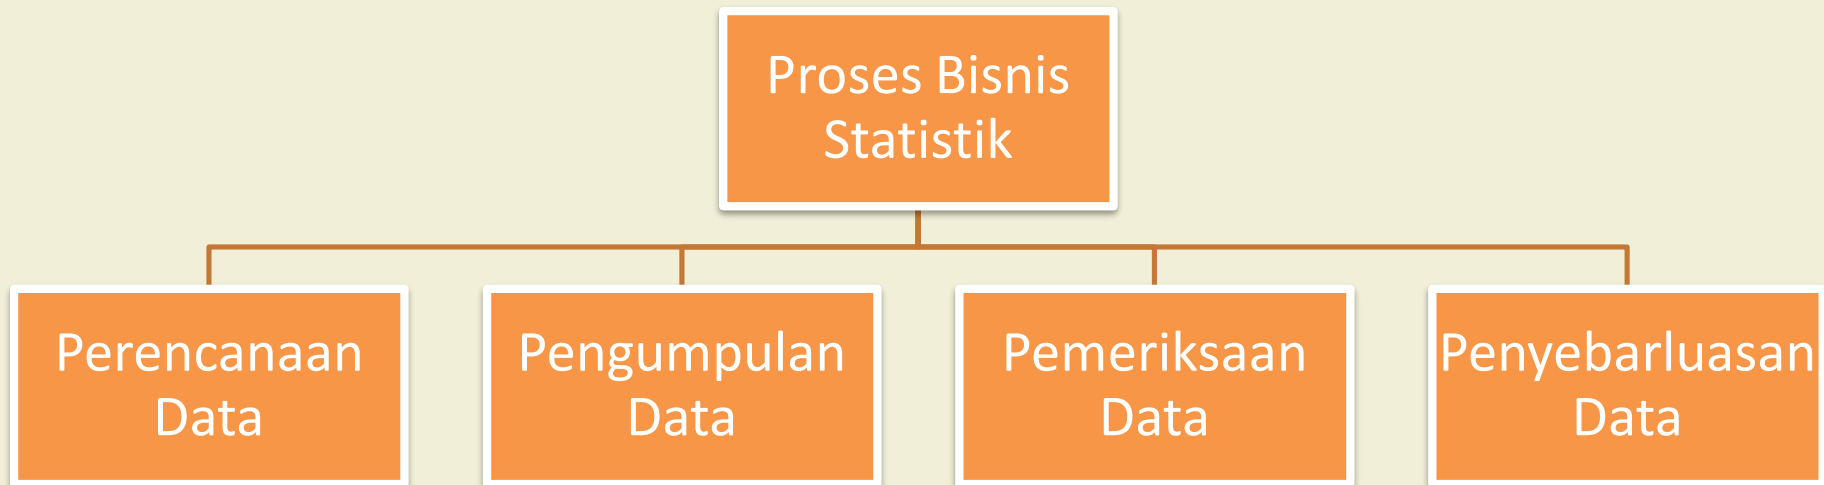 Proses Bisnis
Statistik
Perencanaan
Data
Pengumpulan
Data
Pemeriksaan
Data
Penyebarluasan
Data